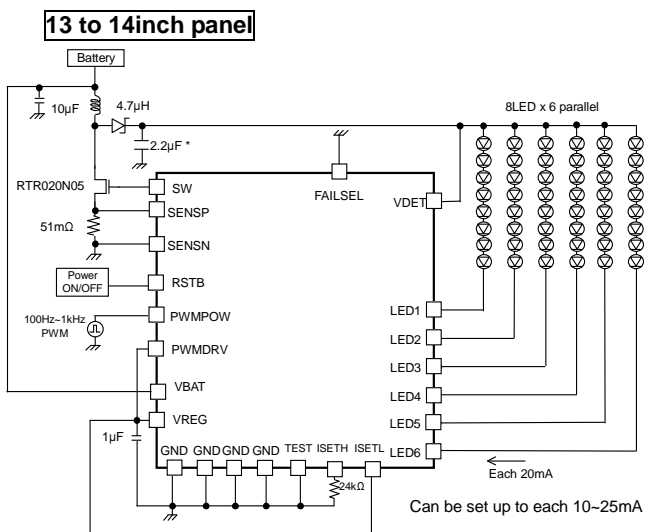 13 to 14inch panel
Battery
10µF
4.7µH
2.2µF *
8LED x 6 parallel
RTR020N05
SW
FAILSEL
VDET
SENSP
51mΩ
SENSN
Power
ON/OFF
RSTB
100Hz~1kHz
PWM
PWMPOW
LED1
PWMDRV
LED2
LED3
VBAT
LED4
VREG
LED5
1µF
GND GND GND GND TEST ISETH ISETL
LED6
24kΩ
Each 20mA
Can be set up to each 10~25mA